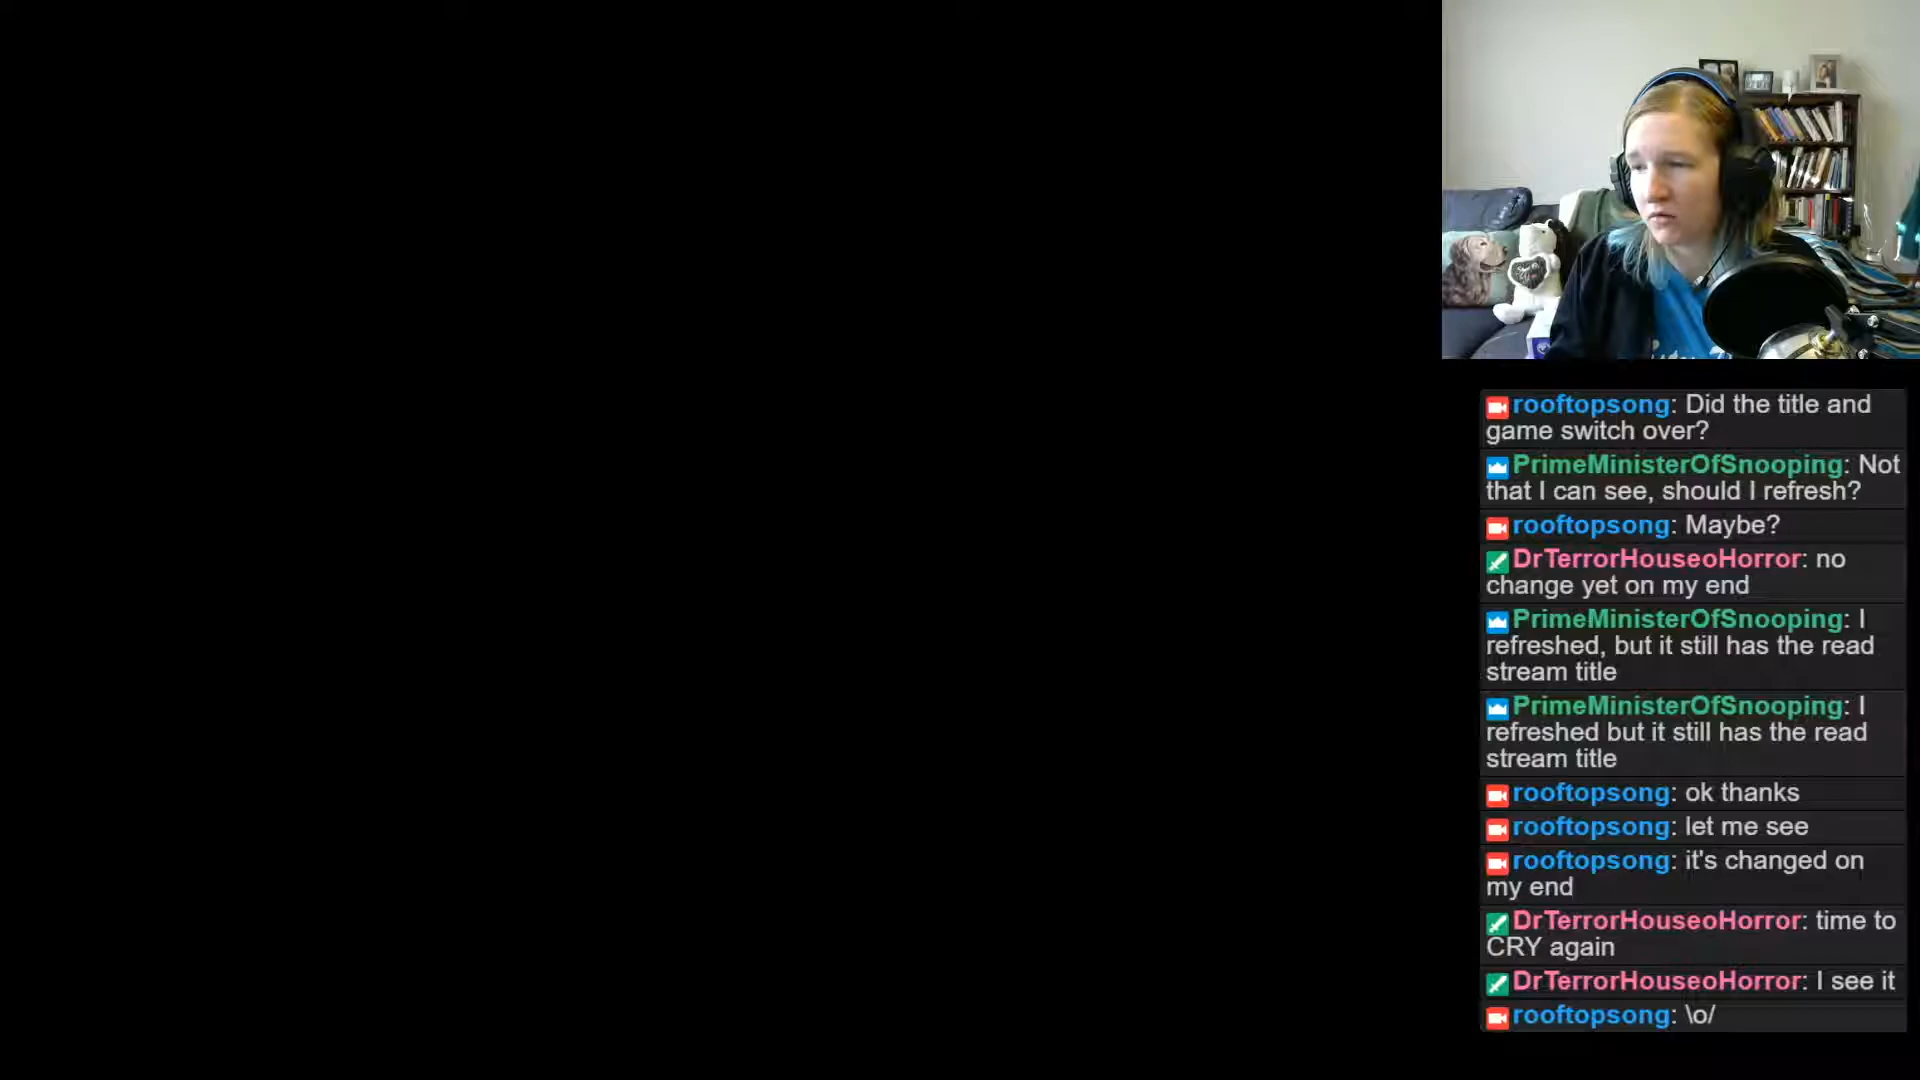 rooftopsong: Did the title and
game switch over?
PrimeMinisterOfSnooping: Not
that I can see, should I refresh?
rooftopsong: Maybe?
DrTerrorHouseoHorror: no
change yet on my end
PrimeMinisterOfSnooping: I
refreshed, but it still has the read
stream title
PrimeMinisterOfSnooping: I
refreshed but it still has the read
stream title
rooftopsong: ok thanks
rooftopsong: let me see
rooftopsong: it's changed on
my end
DrTerrorHouseoHorror: time to
CRY again
DrTerrorHouseoHorror: I see it
rooftopsong: \o/